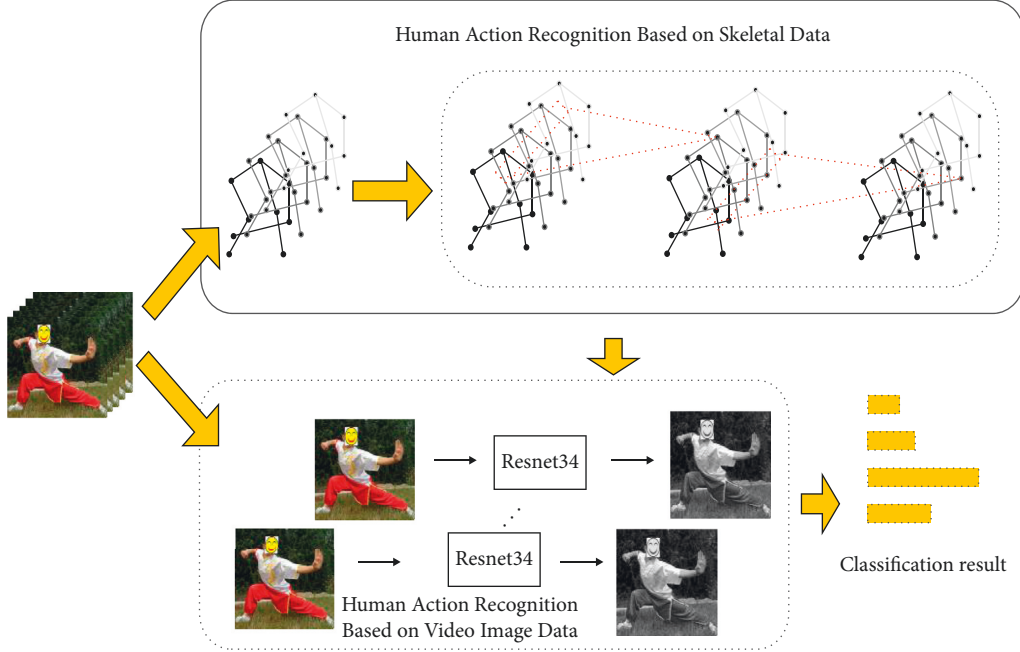 Human Action Recognition Based on Skeletal Data
Resnet34
Resnet34
Human Action Recognition
Based on Video Image Data
Classification result